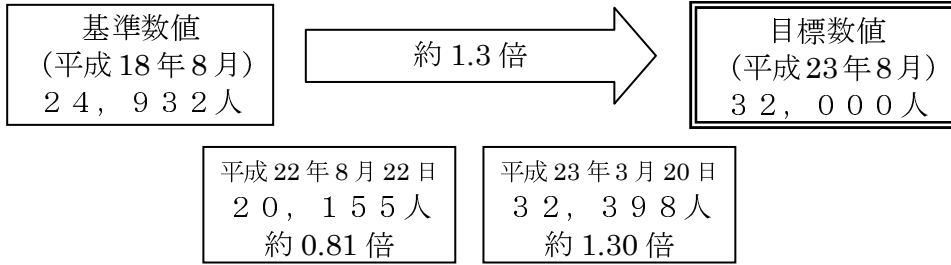 基準数値
（平成18年8月）
２４，９３２人
約1.3倍
目標数値
（平成23年8月）
３２，０００人
平成22年8月22日
２０，１５５人
約0.81倍
平成23年3月20日
３２，３９８人
約1.30倍